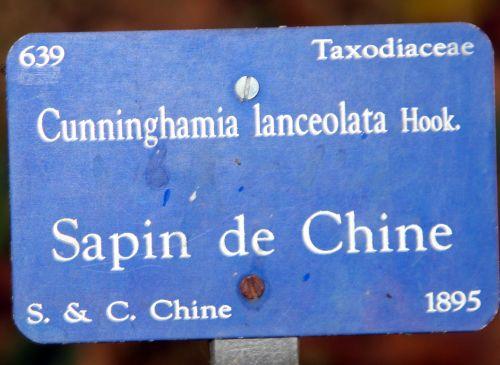 639 Taxodiaceae
Cunninghamia lanceolata Hook.
Sapin de Chine
S. & C. Chine 1895